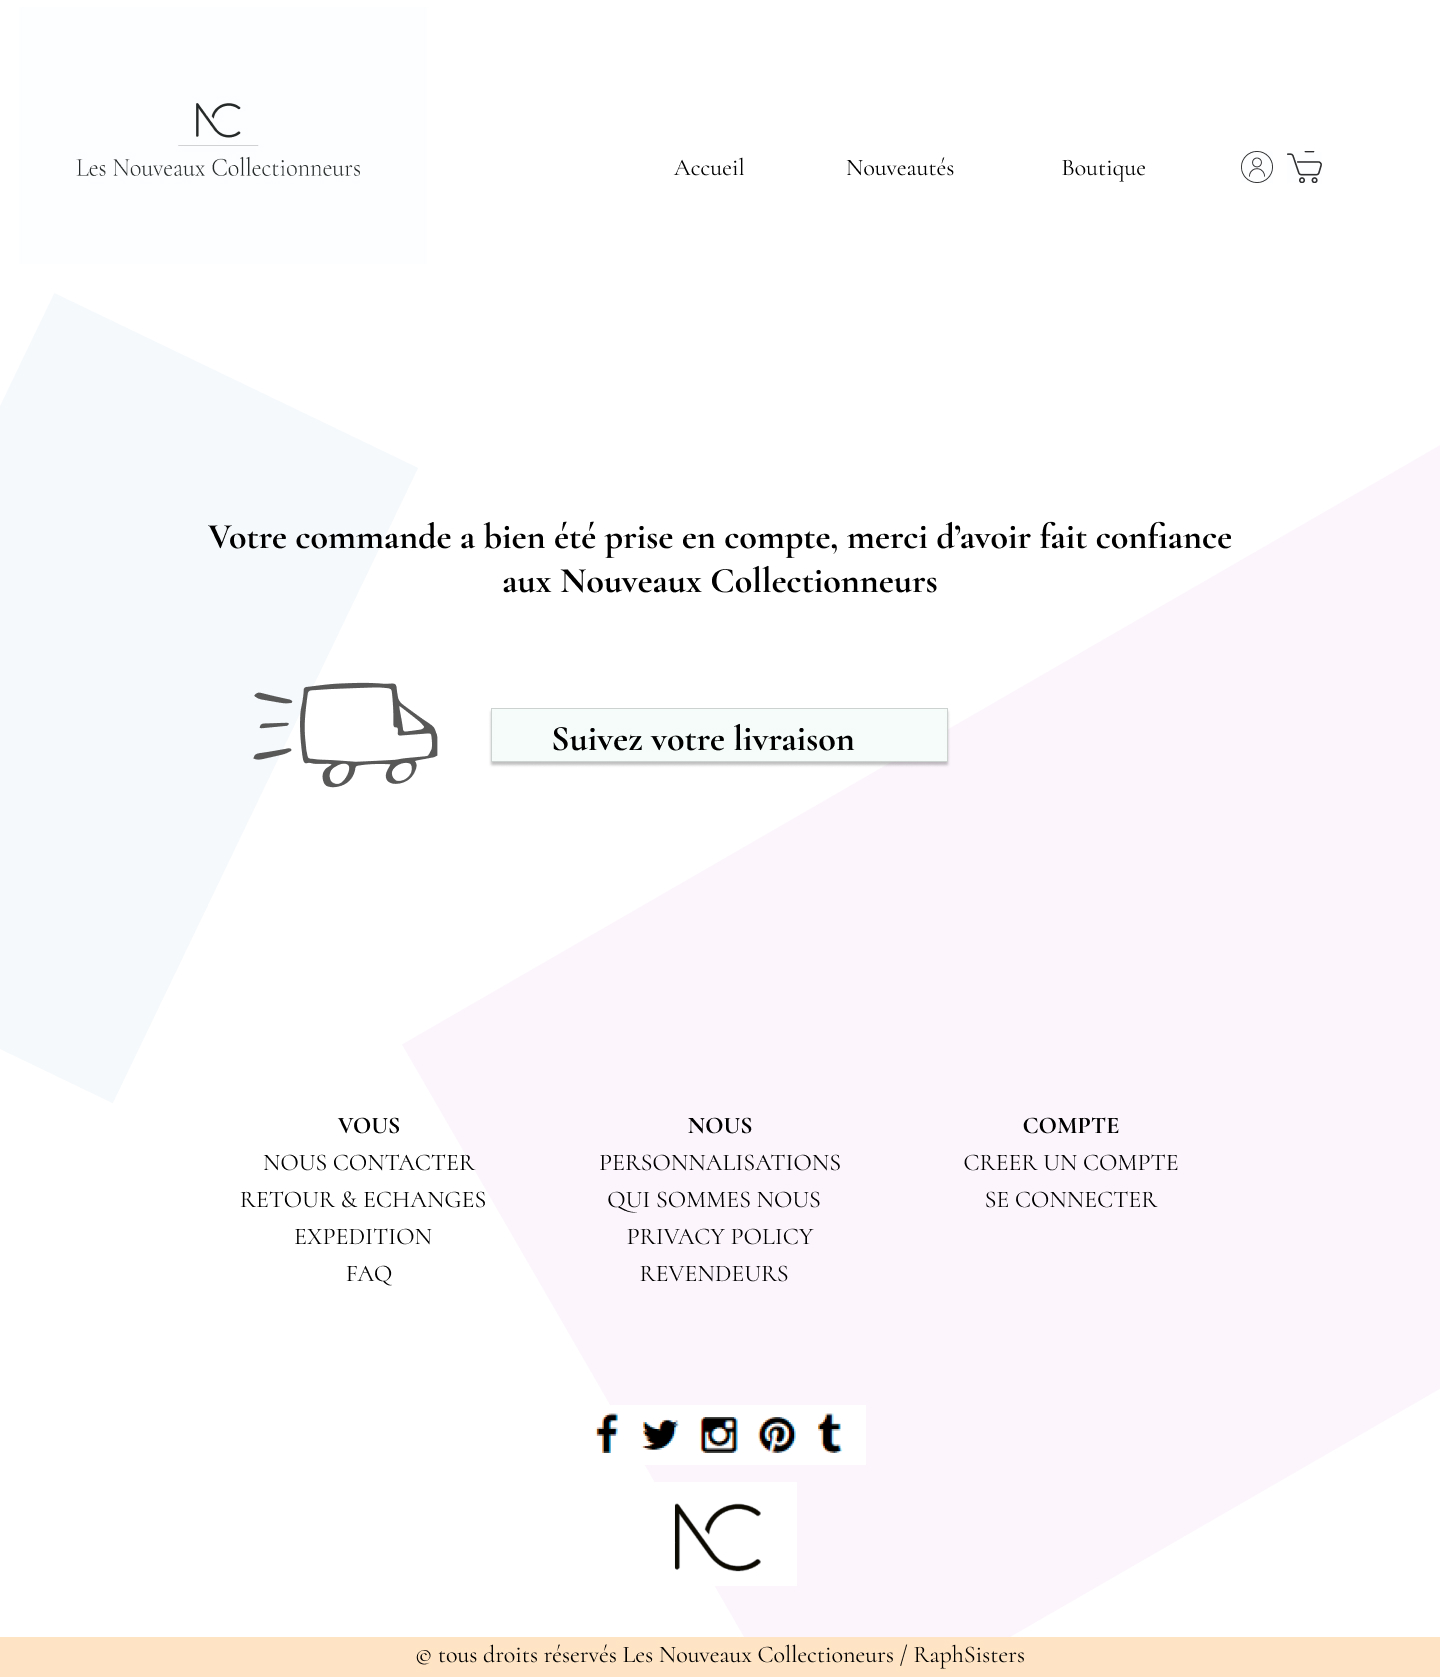 NC
Les Nouveaux Collectionneurs
Accueil Nouveautés Boutique
Votre commande a bien été prise en compte, merci d’avoir fait confiance
aux Nouveaux Collectionneurs
Suivez votre livraison
VOUS
NOUS CONTACTER
RETOUR & ECHANGES
EXPEDITION
FAQ
NOUS
PERSONNALISATIONS
QUI SOMMES NOUS
PRIVACY POLICY
REVENDEURS
COMPTE
CREER UN COMPTE
SE CONNECTER
NC
© tous droits réservés Les Nouveaux Collectioneurs / RaphSisters